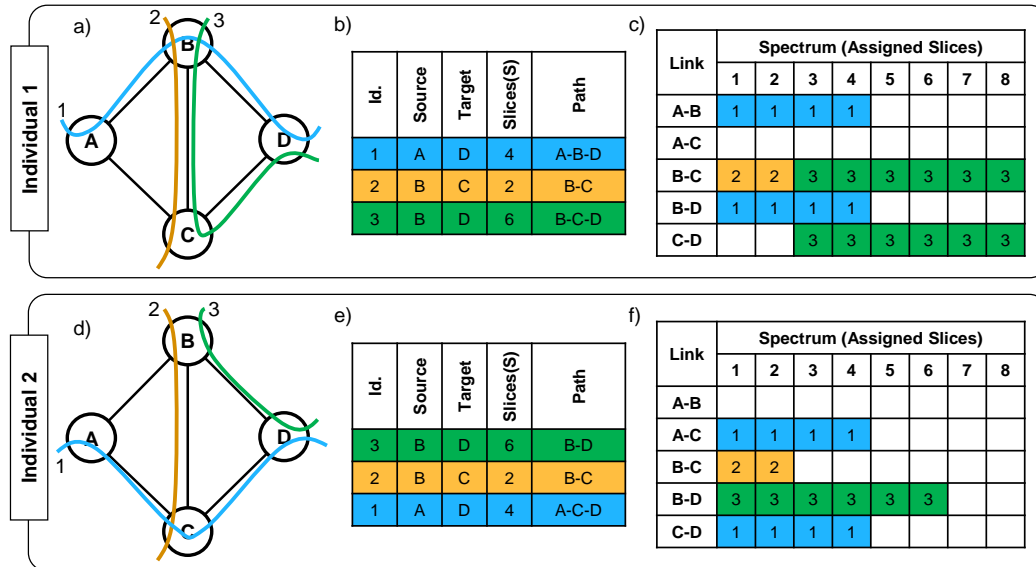 Individual 1
a)
2
3
B
1
A
D
C
b)
Id. Source Target Slices(S) Path
1 A D 4 A-B-D
2 B C 2 B-C
3 B D 6 B-C-D
c)
Link Spectrum (Assigned Slices)
1 2 3 4 5 6 7 8
A-B 1 1 1 1
A-C
B-C 2 2 3 3 3 3 3 3
B-D 1 1 1 1
C-D 3 3 3 3 3 3
Individual 2
d)
2
3
B
A
D
1
C
e)
Id. Source Target Slices(S) Path
3 B D 6 B-D
2 B C 2 B-C
1 A D 4 A-C-D
f)
Link Spectrum (Assigned Slices)
1 2 3 4 5 6 7 8
A-B
A-C 1 1 1 1
B-C 2 2
B-D 3 3 3 3 3 3
C-D 1 1 1 1